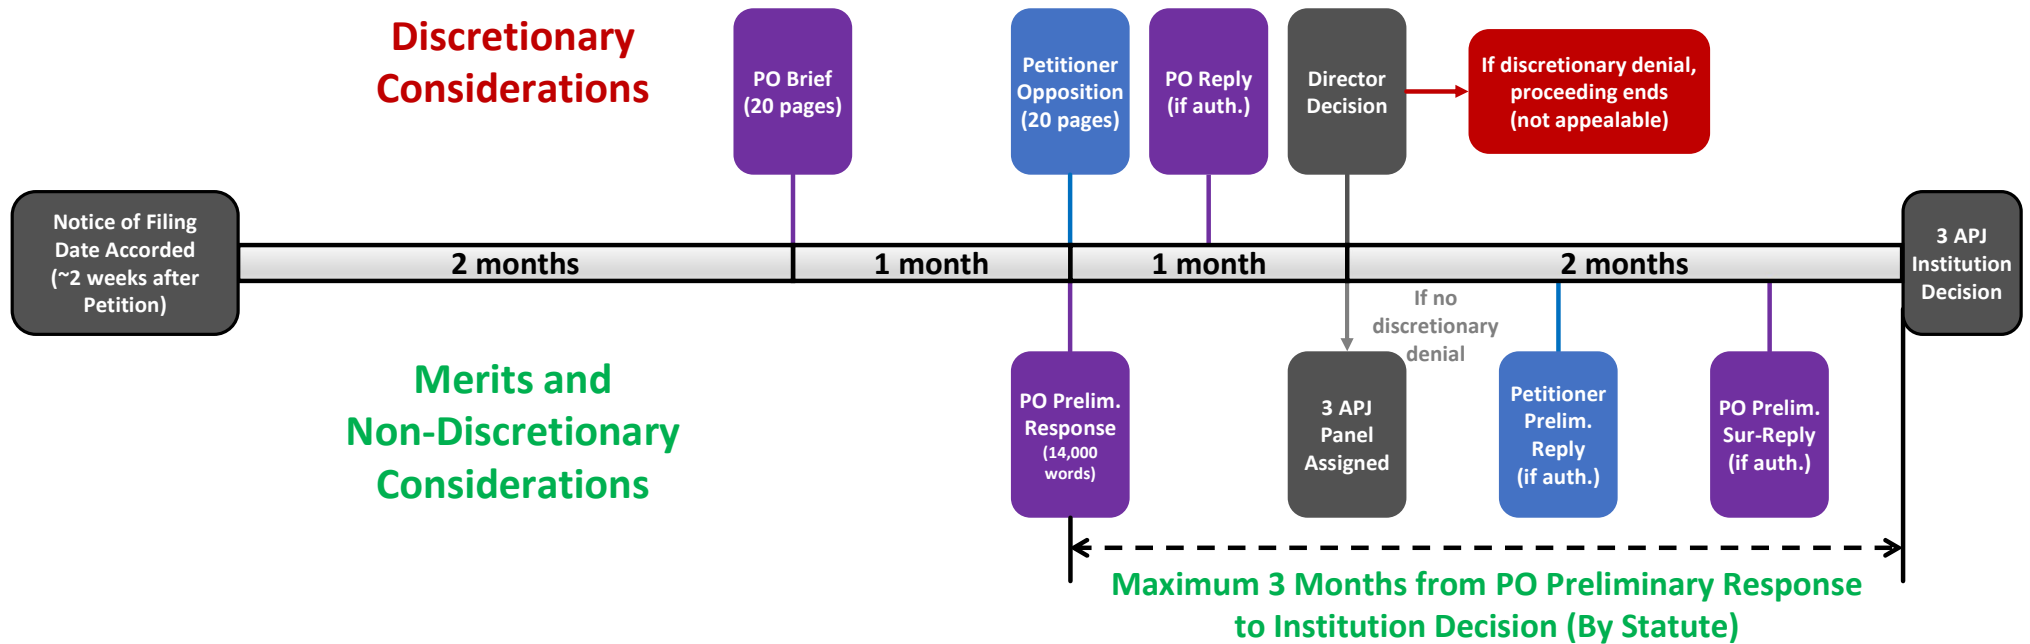 Discretionary
Considerations
PO Brief
(20 pages)
Petitioner
Opposition
(20 pages)
PO Reply
(if auth.)
Director
Decision
If discretionary denial,
proceeding ends
(not appealable)
Notice of Filing
Date Accorded
(~2 weeks after
Petition)
2 months
1 month
1 month
2 months
3 APJ
Institution
Decision
If no
discretionary
denial
Merits and
Non-Discretionary
Considerations
PO Prelim.
Response
(14,000
words)
3 APJ
Panel
Assigned
Petitioner
Prelim.
Reply
(if auth.)
PO Prelim.
Sur-Reply
(if auth.)
Maximum 3 Months from PO Preliminary Response
to Institution Decision (By Statute)